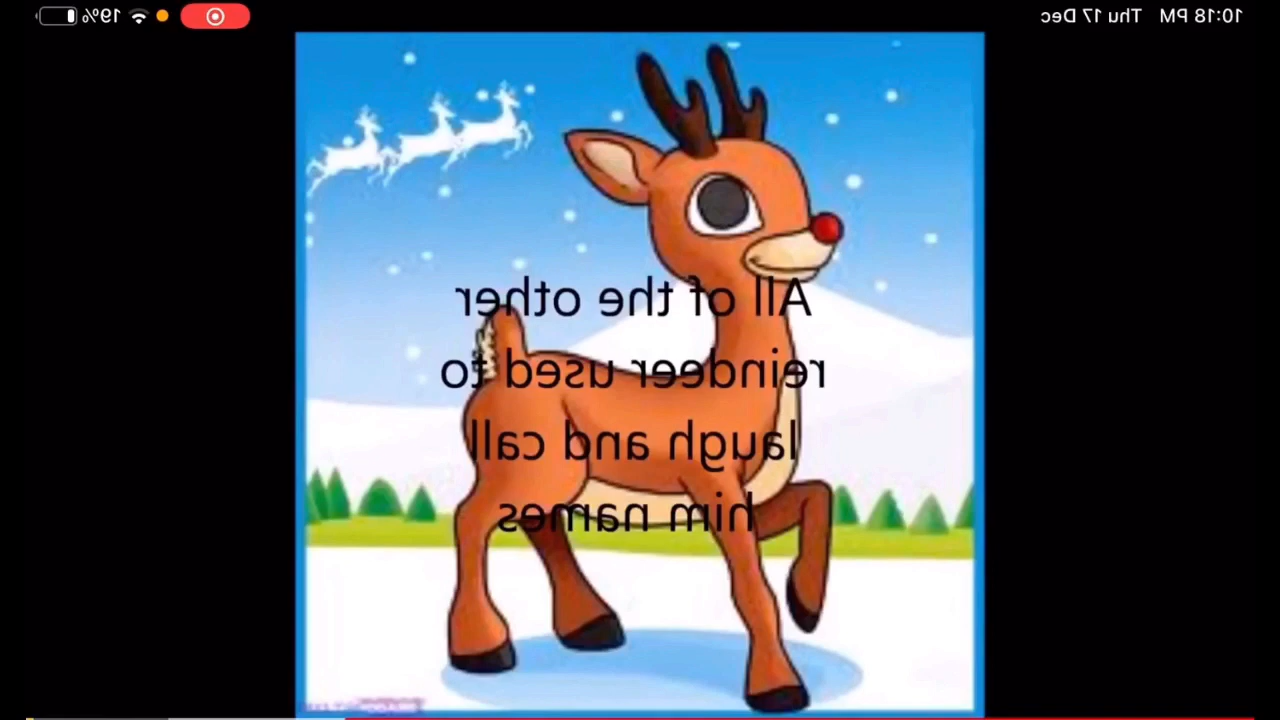 10:18 PM Thu 17 Dec
19%
All of the other
reindeer used to
laugh and call
him names